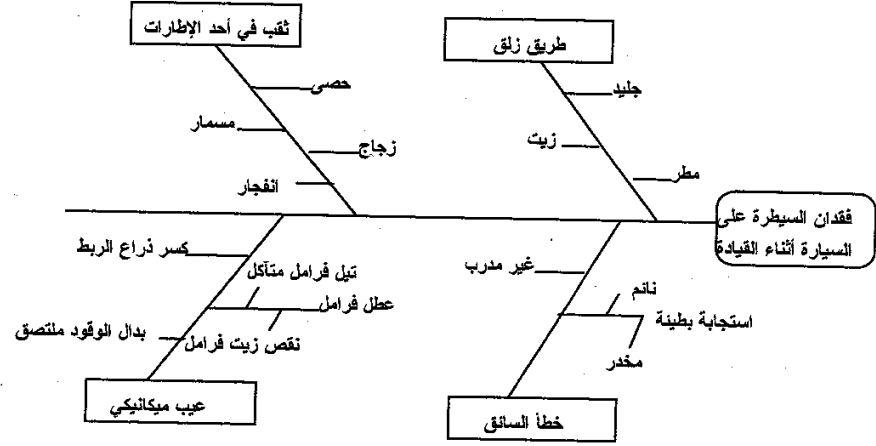 ثقب في أحد الإطارات
طريق زلق
حصى
جليد
مسمار
زيت
زجاج
انفجار
مطر
فقدان السيطرة على
السيارة أثناء القيادة
كسر ذراع الربط
غير مدرب
تيل فرامل متآكل
نائم
عطل فرامل
استجابة بطيئة
بدال الوقود ملتصق
نقص زيت فرامل
مخدر
عيب ميكانيكي
خطأ السائق